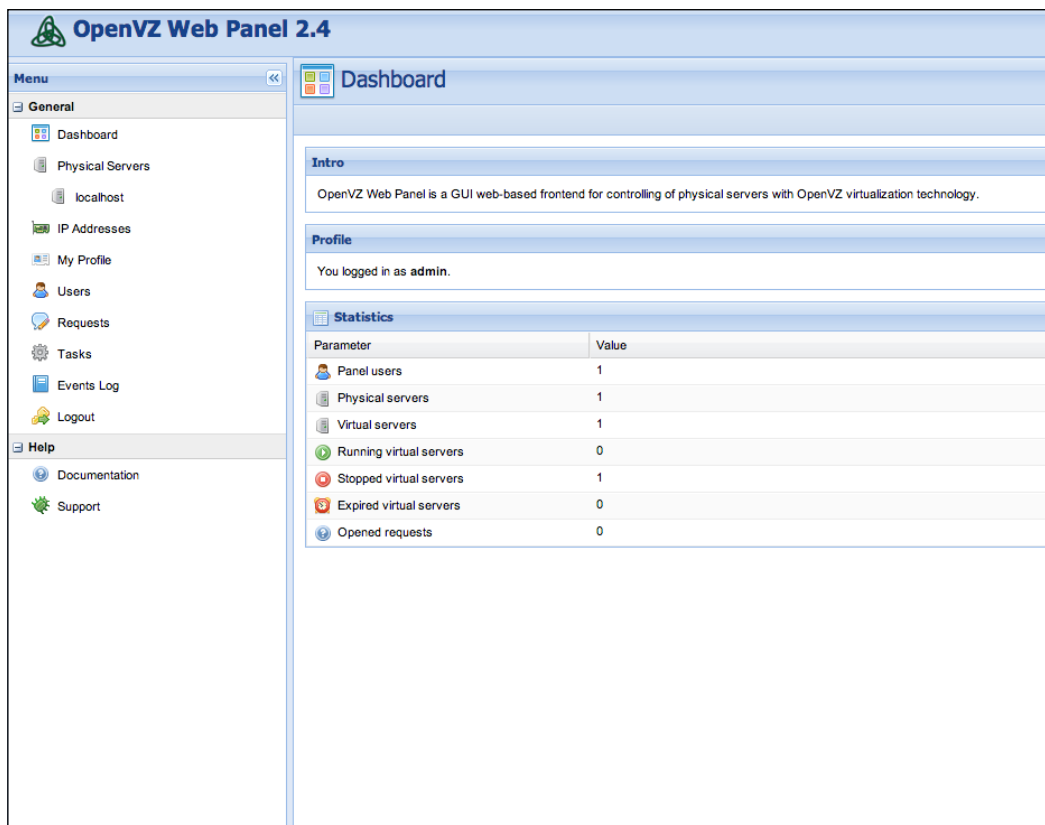 OpenVZ Web Panel 2.4
Menu
General
Dashboard
Physical Servers
localhost
IP Addresses
My Profile
Users
Requests
Tasks
Events Log
Logout
Help
Documentation
Support
Dashboard
Intro
OpenVZ Web Panel is a GUI web-based frontend for controlling of physical servers with OpenVZ virtualization technology.
Profile
You logged in as admin.
Statistics
Parameter Value
Panel users 1
Physical servers 1
Virtual servers 1
Running virtual servers 0
Stopped virtual servers 1
Expired virtual servers 0
Opened requests 0